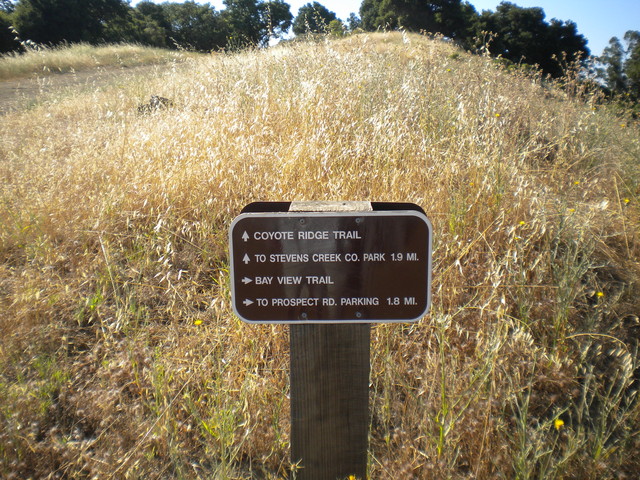 COYOTE RIDGE TRAIL
TO STEVENS CREEK CO. PARK 1.9 MI.
BAY VIEW TRAIL
TO PROSPECT RD. PARKING 1.8 MI.